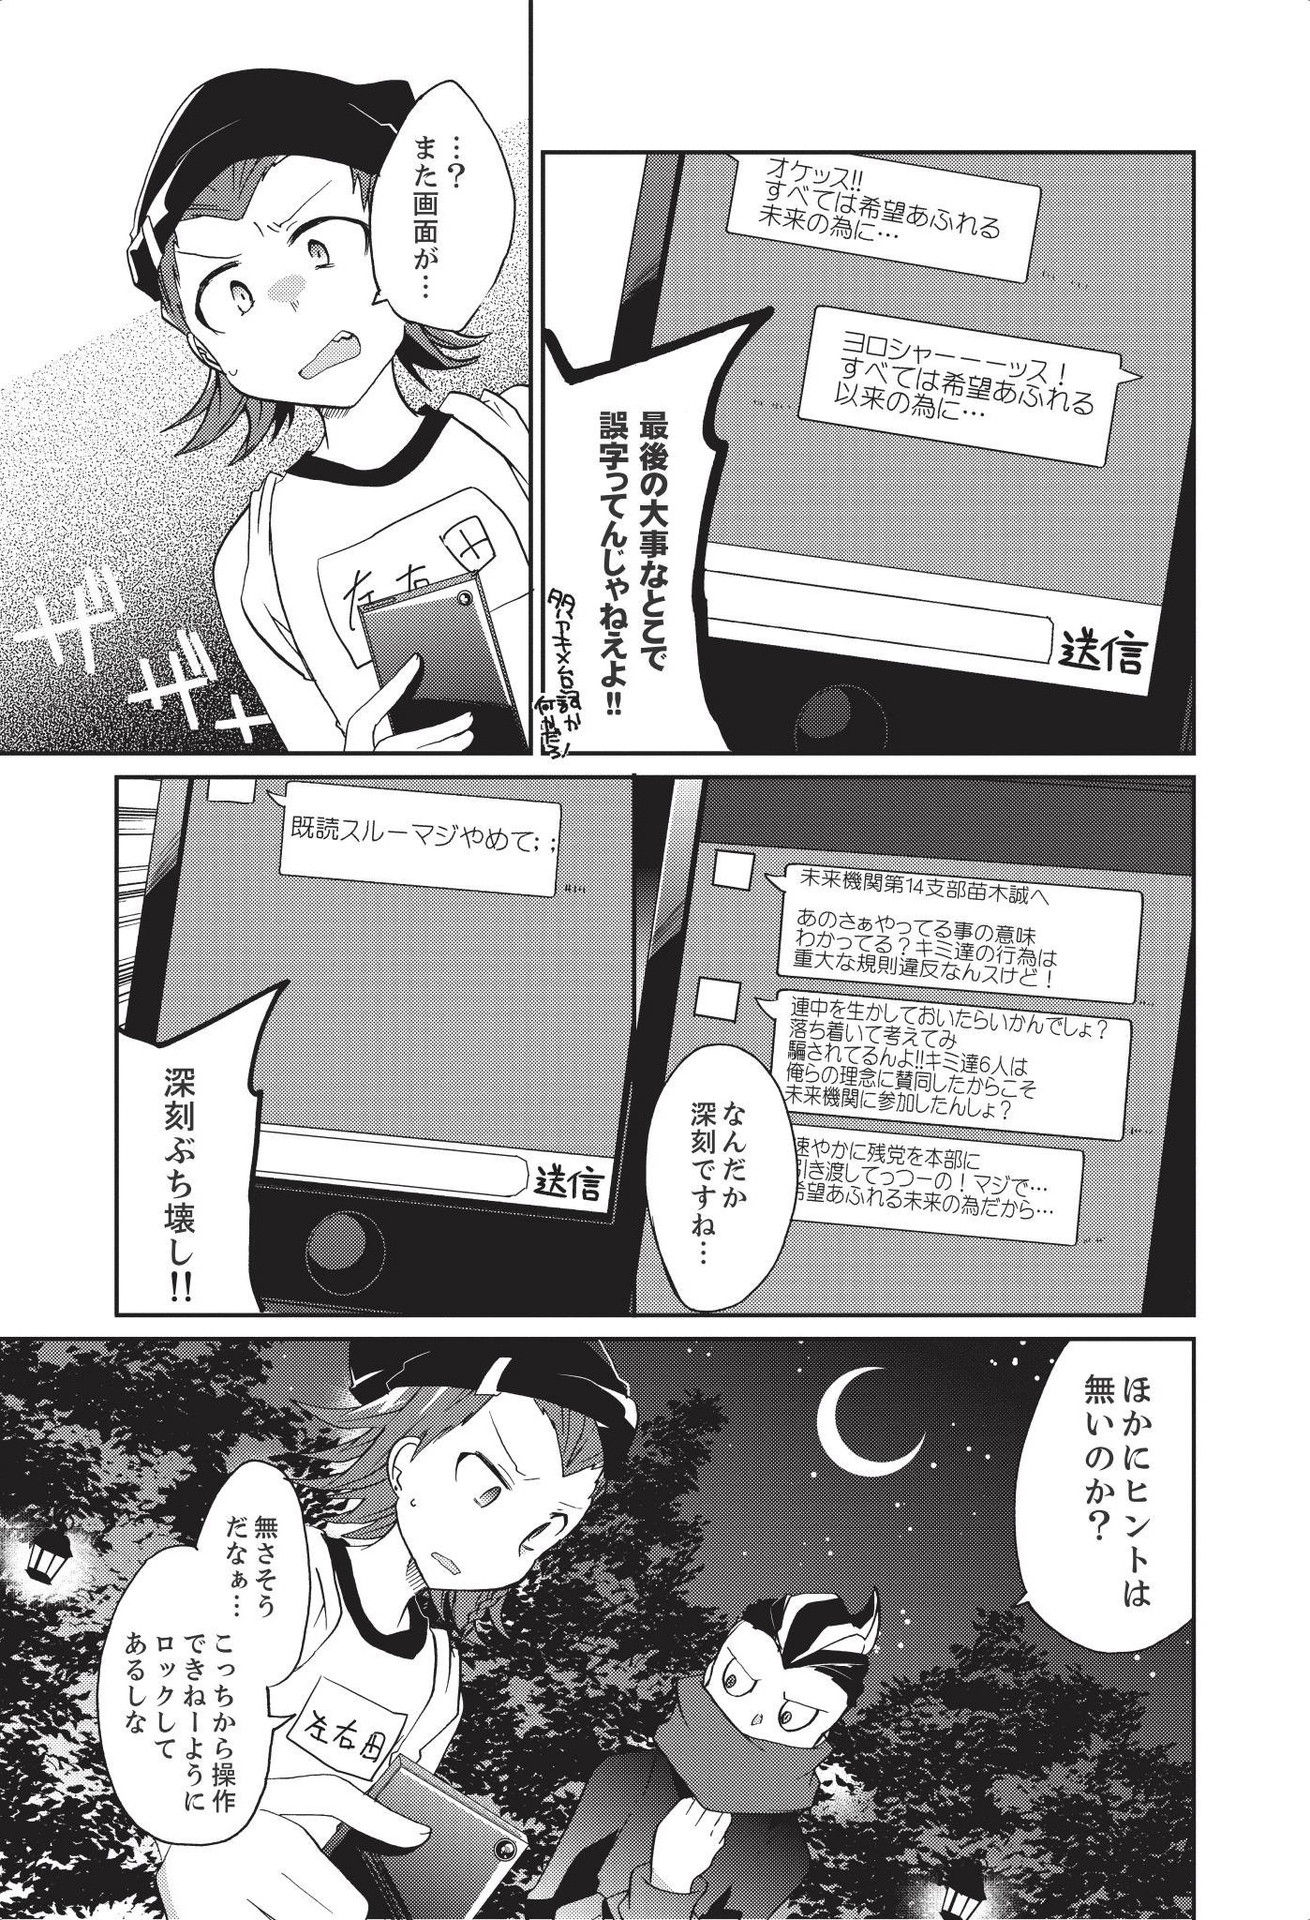 オケッス!!
すべては希望あふれる
未来の為に…
ヨロシャーーーッス！
すべては希望あふれる
以来の為に…
最後の大事なとこで
誤字ってんじゃねえよ!!
送信
…？
また画面が…
左右田
ザザザ
未来機関第14支部苗木誠へ
あのさぁやってる事の意味
わかってる？キミ達の行為は
重大な規則違反なんスけど！
連中を生かしておいたらいかんでしょ？
落ち着いて考えてみ
騙されてるんよ!!キミ達6人は
俺らの理念に賛同したからこそ
未来機関に参加したんしょ？
速やかに残党を本部に
引き渡してっつーの！マジで…
希望あふれる未来の為だから…
なんだか
深刻ですね…
既読スルーマジやめて; ;
送信
深刻ぶち壊し!!
ほかにヒントは
無いのか？
無さそう
だなぁ…
こっちから操作
できねーように
ロックして
あるしな
左右田